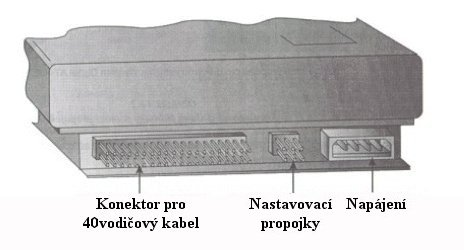 Konektor pro
40vodičový kabel
Nastavovací
propojky
Napájení